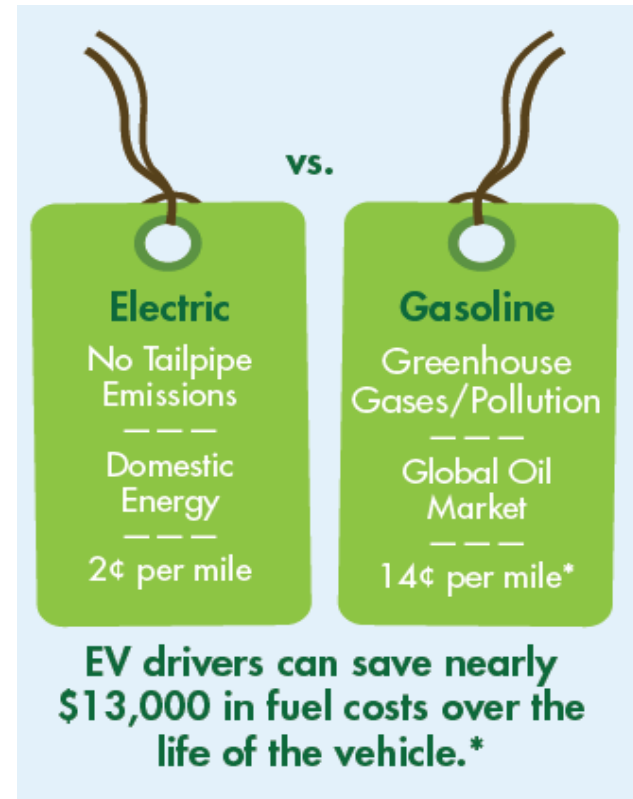 vs.
Electric
No Tailpipe
Emissions
Domestic
Energy
2¢ per mile
Gasoline
Greenhouse
Gases/Pollution
Global Oil
Market
14¢ per mile*
EV drivers can save nearly
$13,000 in fuel costs over the
life of the vehicle.*